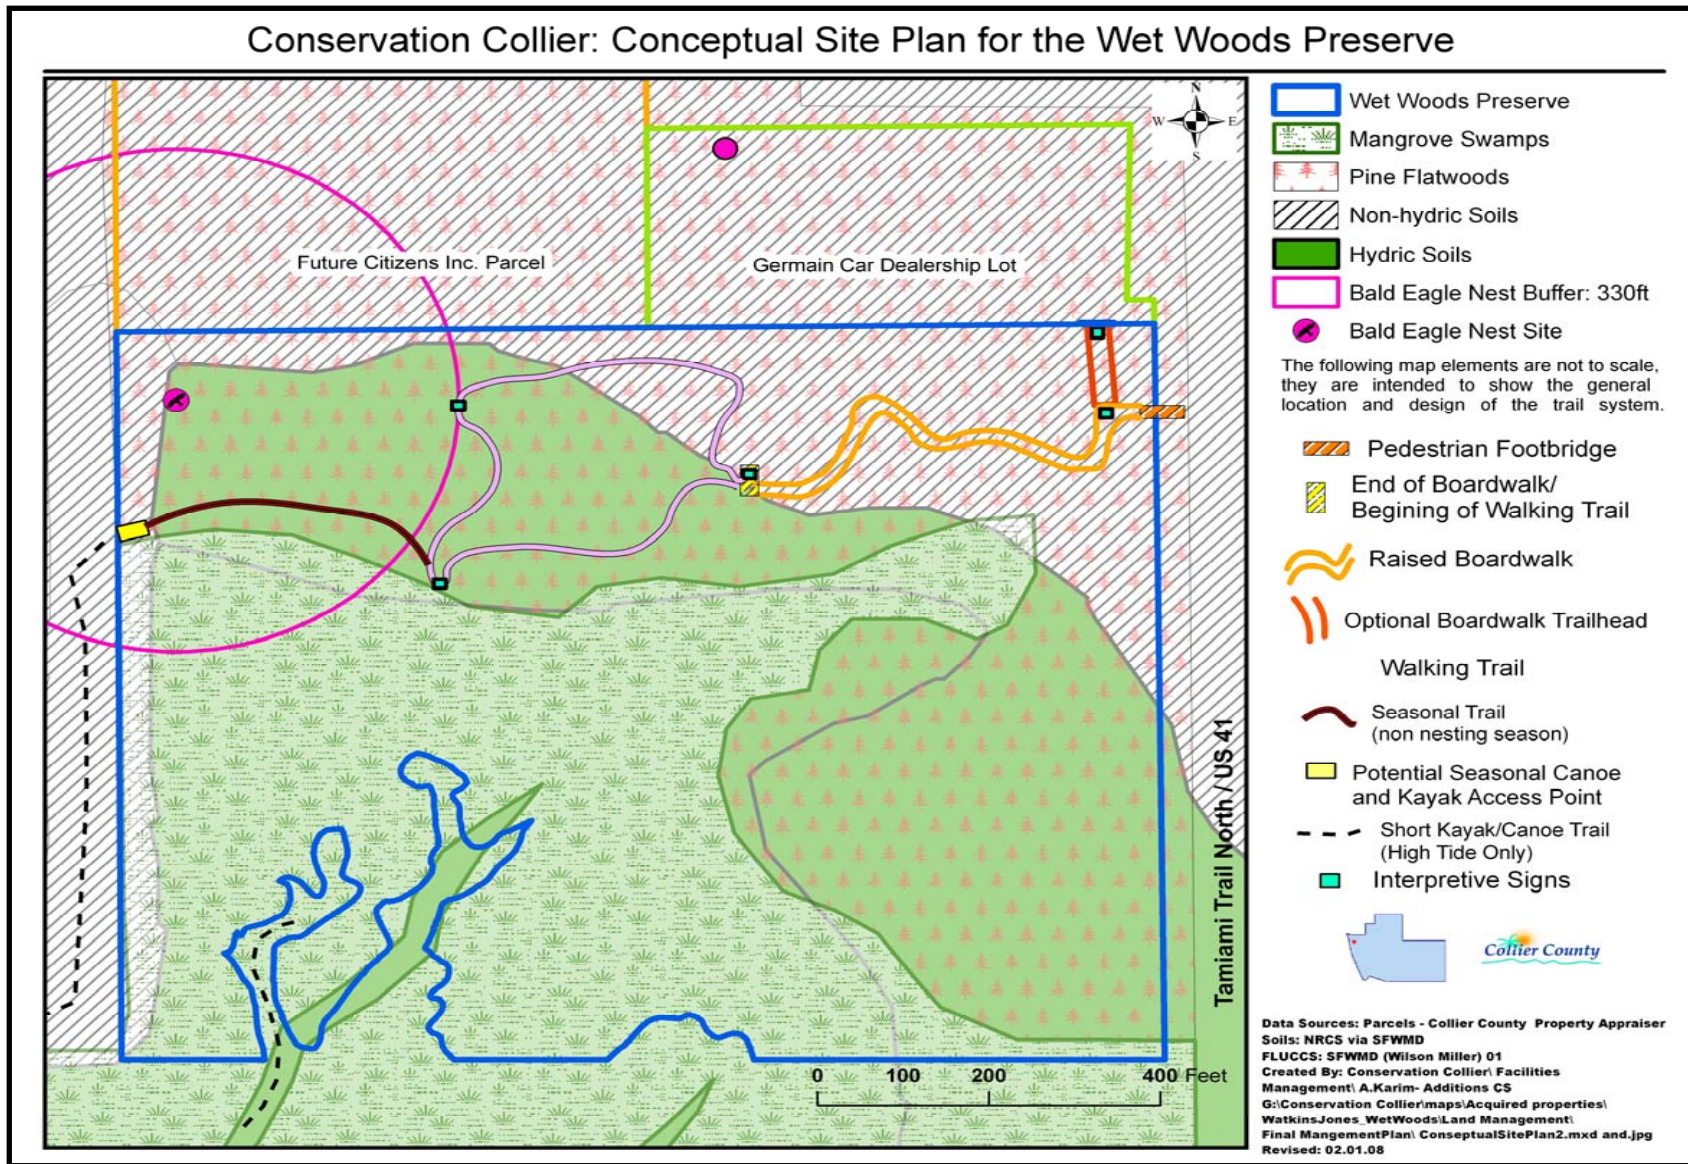 Conservation Collier: Conceptual Site Plan for the Wet Woods Preserve
N
W E
S
Future Citizens Inc. Parcel
Germain Car Dealership Lot
Tamiami Trail North / US 41
0 100 200 400 Feet
Wet Woods Preserve
Mangrove Swamps
Pine Flatwoods
Non-hydric Soils
Hydric Soils
Bald Eagle Nest Buffer: 330ft
Bald Eagle Nest Site
The following map elements are not to scale,
they are intended to show the general
location and design of the trail system.
Pedestrian Footbridge
End of Boardwalk/
Begining of Walking Trail
Raised Boardwalk
Optional Boardwalk Trailhead
Walking Trail
Seasonal Trail
(non nesting season)
Potential Seasonal Canoe
and Kayak Access Point
Short Kayak/Canoe Trail
(High Tide Only)
Interpretive Signs
Collier County
Data Sources: Parcels - Collier County Property Appraiser
Soils: NRCS via SFWMD
FLUCCS: SFWMD (Wilson Miller) 01
Created By: Conservation Collier\ Facilities
Management\ A.Karim- Additions CS
G:\Conservation Collier\maps\Acquired properties\
WatkinsJones_WetWoods\Land Management\
Final MangementPlan\ ConseptualSitePlan2.mxd and.jpg
Revised: 02.01.08